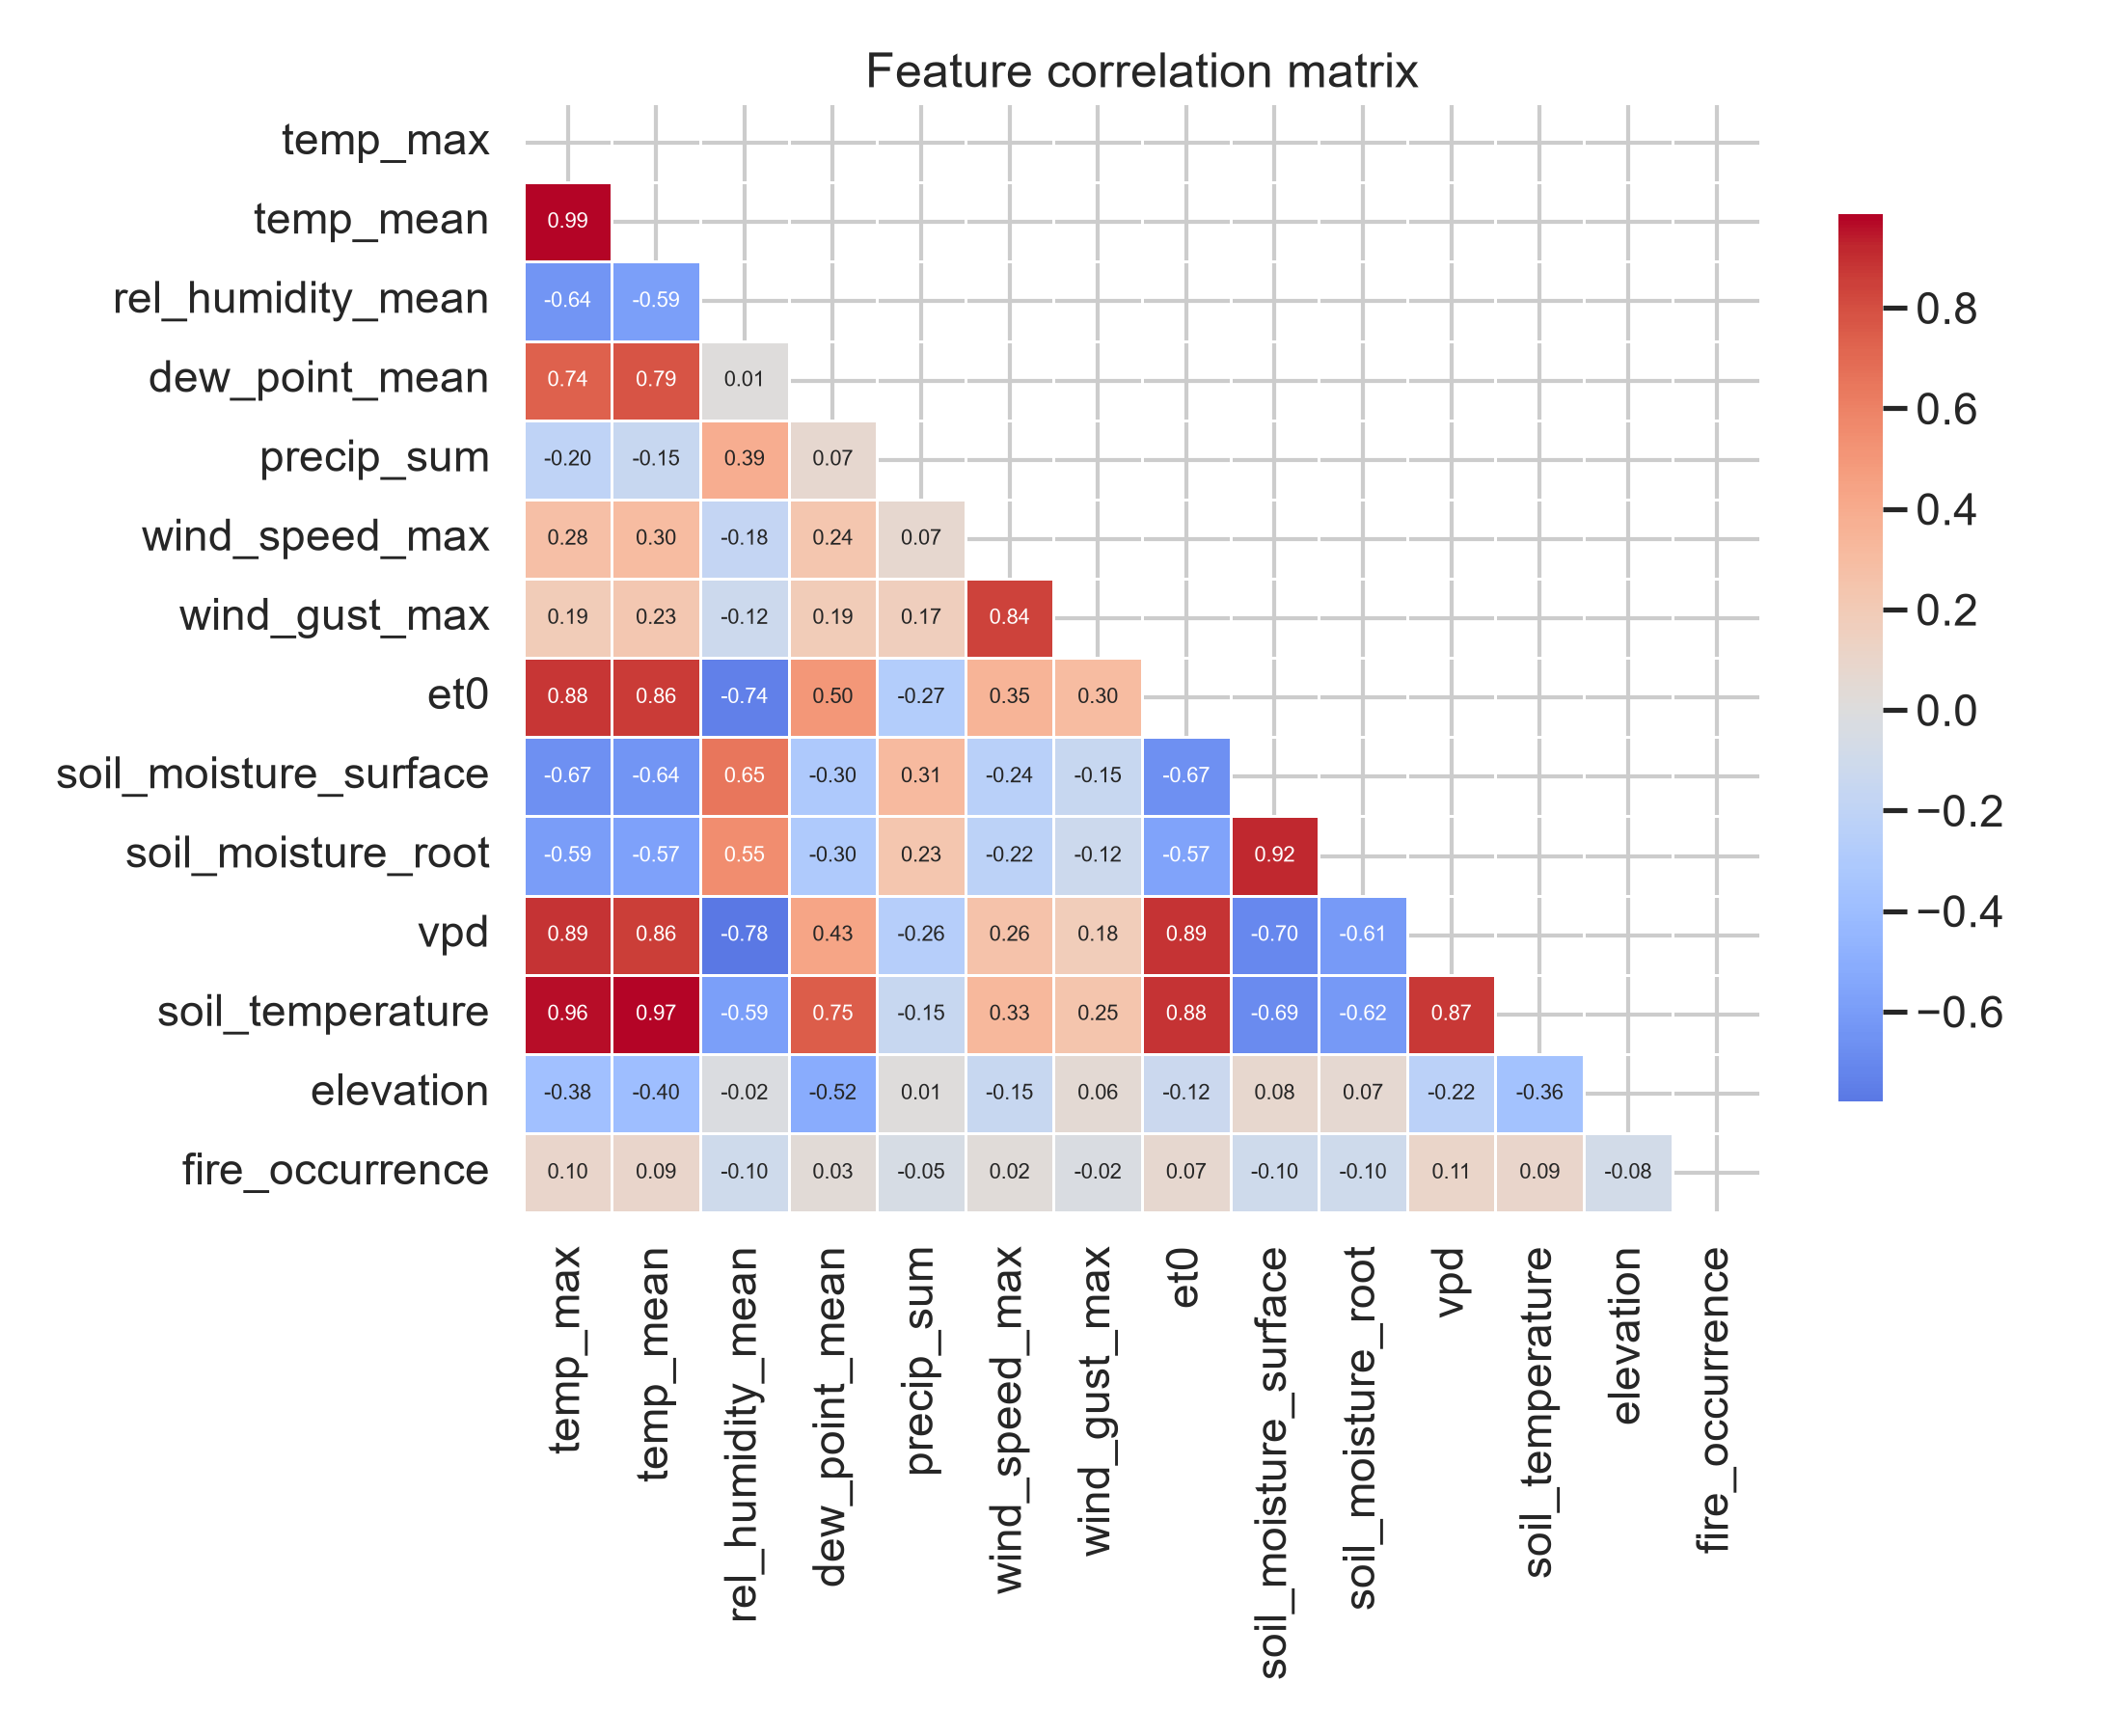 Feature correlation matrix
temp_max
temp_mean 0.99
rel_humidity_mean -0.64 -0.59
dew_point_mean 0.74 0.79 0.01
precip_sum -0.20 -0.15 0.39 0.07
wind_speed_max 0.28 0.30 -0.18 0.24 0.07
wind_gust_max 0.19 0.23 -0.12 0.19 0.17 0.84
et0 0.88 0.86 -0.74 0.50 -0.27 0.35 0.30
soil_moisture_surface -0.67 -0.64 0.65 -0.30 0.31 -0.24 -0.15 -0.67
soil_moisture_root -0.59 -0.57 0.55 -0.30 0.23 -0.22 -0.12 -0.57 0.92
vpd 0.89 0.86 -0.78 0.43 -0.26 0.26 0.18 0.89 -0.70 -0.61
soil_temperature 0.96 0.97 -0.59 0.75 -0.15 0.33 0.25 0.88 -0.69 -0.62 0.87
elevation -0.38 -0.40 -0.02 -0.52 0.01 -0.15 0.06 -0.12 0.08 0.07 -0.22 -0.36
fire_occurrence 0.10 0.09 -0.10 0.03 -0.05 0.02 -0.02 0.07 -0.10 -0.10 0.11 0.09 -0.08
temp_max
temp_mean
rel_humidity_mean
dew_point_mean
precip_sum
wind_speed_max
wind_gust_max
et0
soil_moisture_surface
soil_moisture_root
vpd
soil_temperature
elevation
fire_occurrence
0.8
0.6
0.4
0.2
0.0
−0.2
−0.4
−0.6